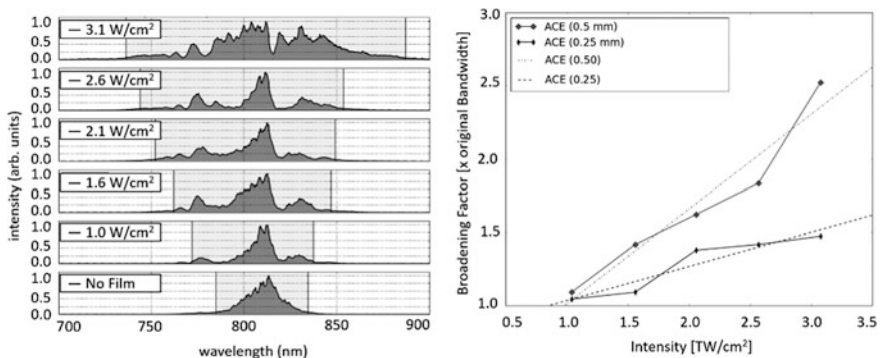 intensity (arb. units)
1.0
0.5
0.0
— 3.1 W/cm²
1.0
0.5
0.0
— 2.6 W/cm²
1.0
0.5
0.0
— 2.1 W/cm²
1.0
0.5
0.0
— 1.6 W/cm²
1.0
0.5
0.0
— 1.0 W/cm²
1.0
0.5
0.0
— No Film
700 750 800 850 900
wavelength (nm)
Broadening Factor [x original Bandwidth]
3.0
2.5
2.0
1.5
1.0
ACE (0.5 mm)
ACE (0.25 mm)
ACE (0.50)
ACE (0.25)
0.5 1.0 1.5 2.0 2.5 3.0 3.5
Intensity [TW/cm²]